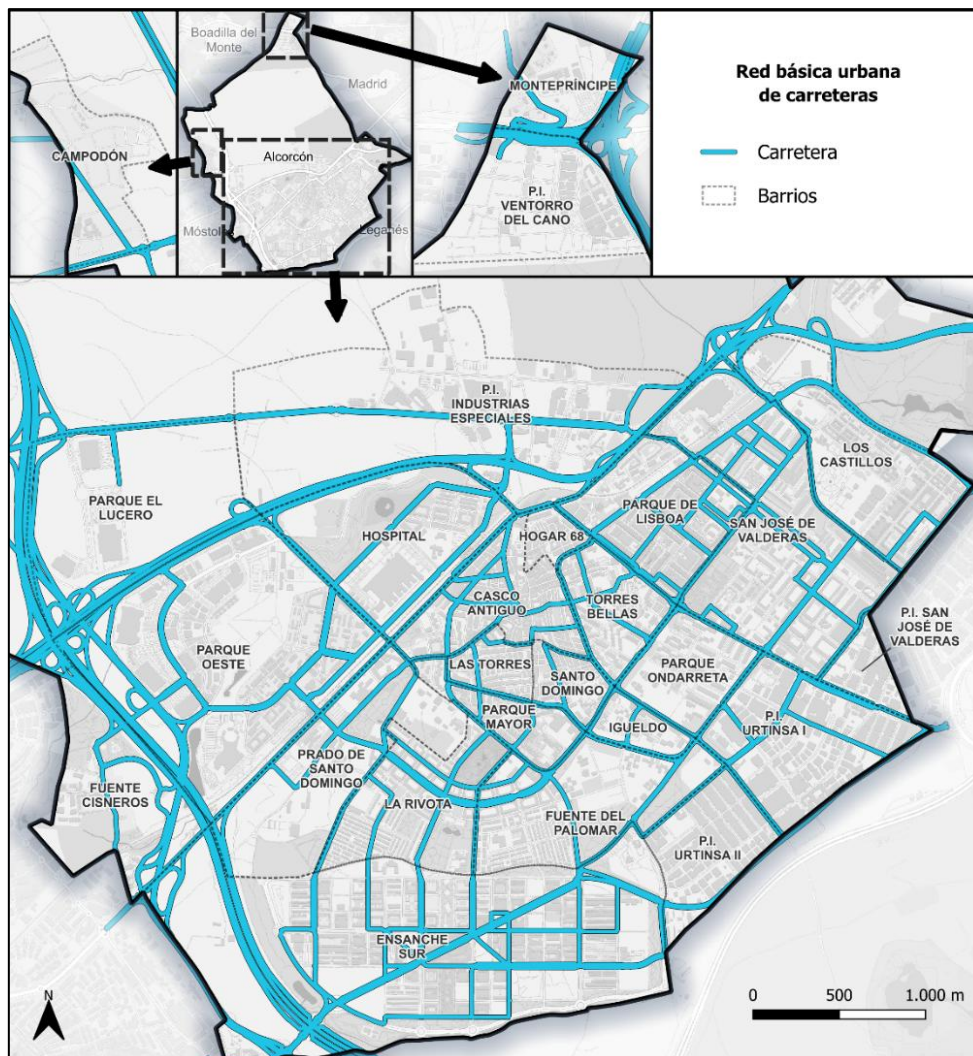 Boadilla del
Monte
Madrid
Alcorcón
Móstoles
Leganés
CAMPODÓN
MONTEPRÍNCIPE
P.I.
VENTORRO
DEL CANO
Red básica urbana
de carreteras
Carretera
Barrios
P.I.
INDUSTRIAS
ESPECIALES
LOS
CASTILLOS
PARQUE EL
LUCERO
PARQUE DE
LISBOA
SAN JOSÉ DE
VALDERAS
HOSPITAL
HOGAR 68
CASCO
ANTIGUO
TORRES
BELLAS
P.I. SAN
JOSÉ DE
VALDERAS
PARQUE
OESTE
LAS TORRES
SANTO
DOMINGO
PARQUE
ONDARRETA
PARQUE
MAYOR
IGUELDO
P.I.
URTINSA I
PRADO DE
SANTO
DOMINGO
FUENTE
CISNEROS
LA RIVOTA
FUENTE DEL
PALOMAR
P.I.
URTINSA II
ENSANCHE
SUR
N
0 500 1.000 m